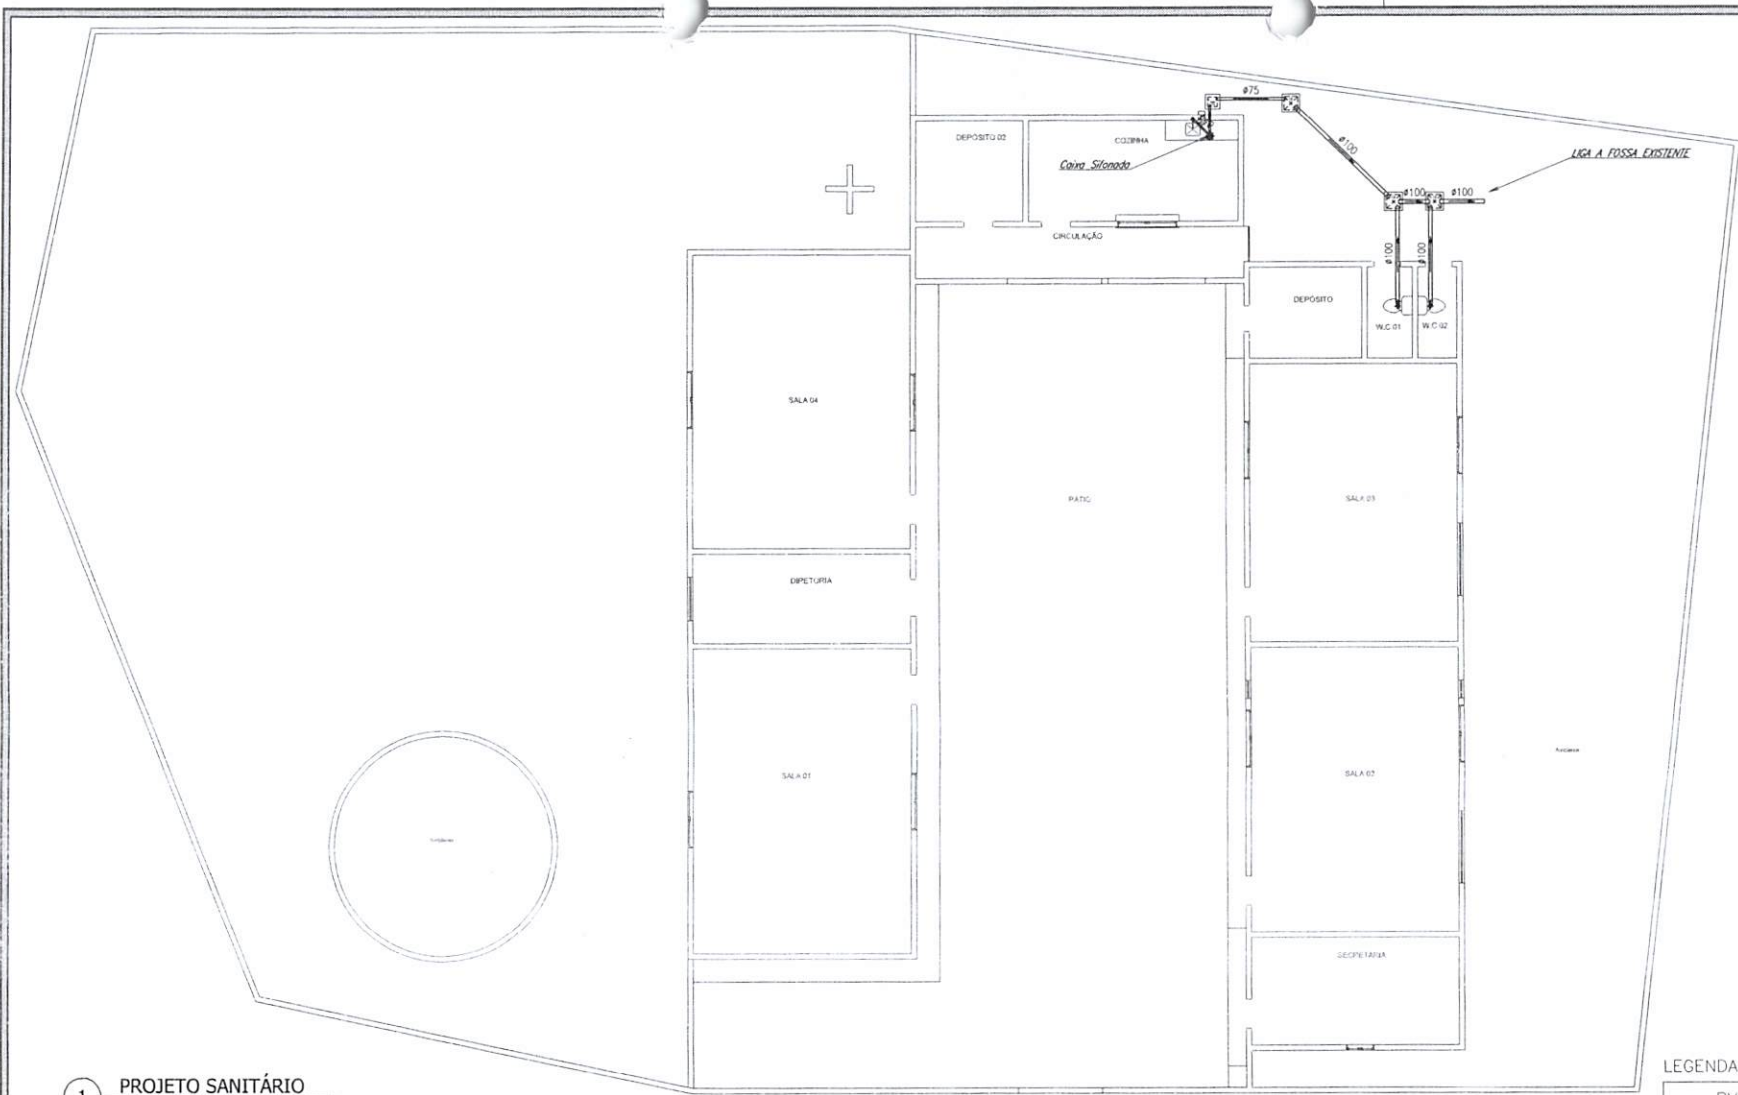 ø75
DEPÓSITO 02
COZINHA
ø100
Caixa Sifonada
LIGA A FOSSA EXISTENTE
ø100
ø100
CIRCULAÇÃO
ø100
ø100
DEPÓSITO
W.C.01
W.C 02
SALA 04
PATIO
SALA 03
DIRETORIA
SALA 01
SALA 02
SECRETARIA
1
PROJETO SANITÁRIO
LEGENDA